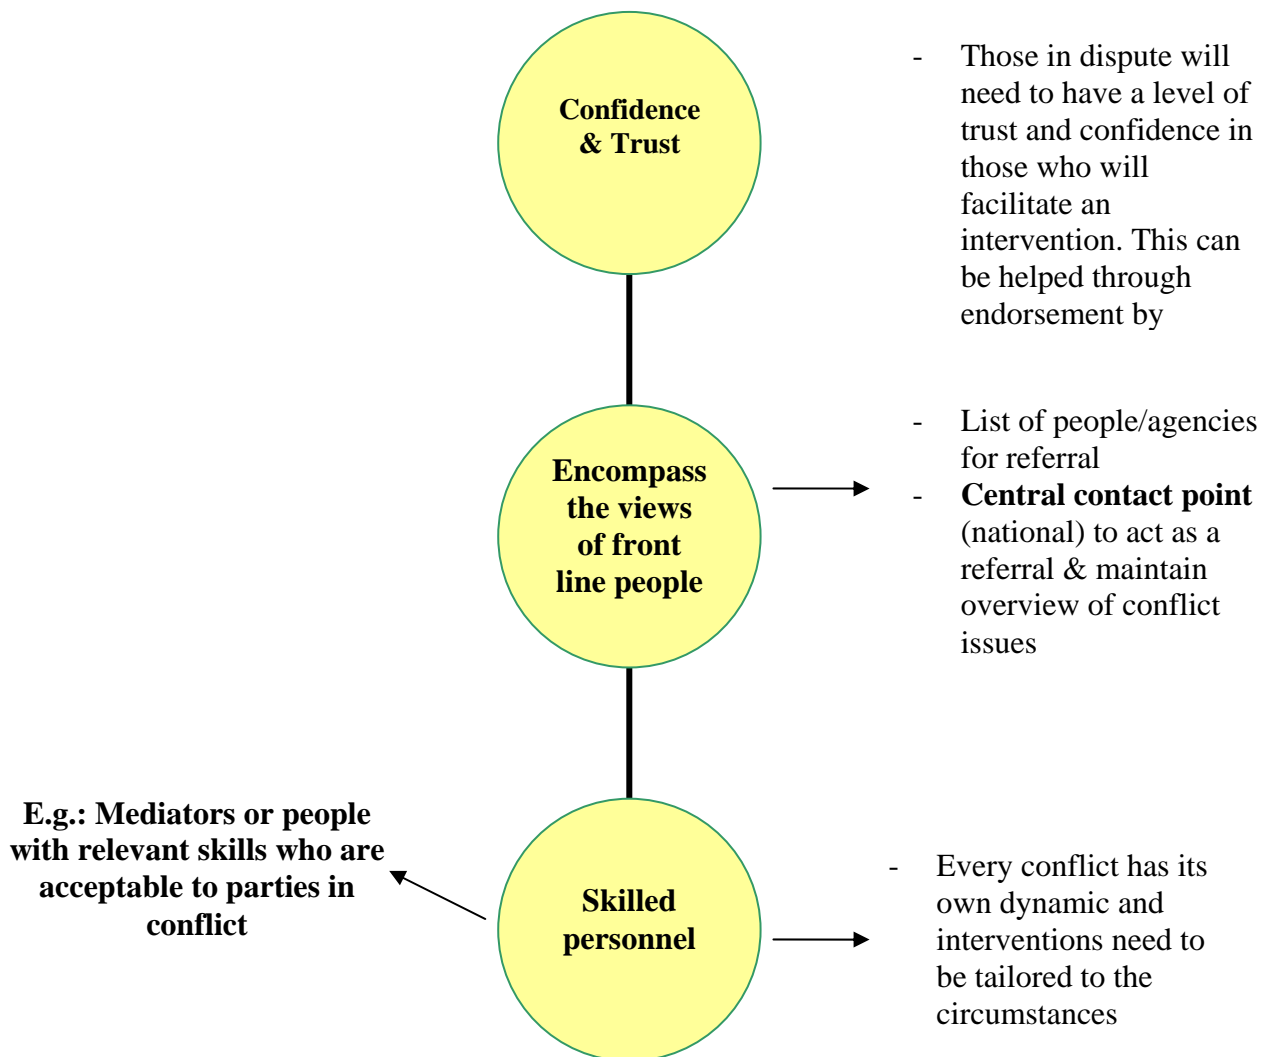 Confidence
& Trust
- Those in dispute will
need to have a level of
trust and confidence in
those who will
facilitate an
intervention. This can
be helped through
endorsement by
Encompass
the views
of front
line people
- List of people/agencies
for referral
- Central contact point
(national) to act as a
referral & maintain
overview of conflict
issues
E.g.: Mediators or people
with relevant skills who are
acceptable to parties in
conflict
Skilled
personnel
- Every conflict has its
own dynamic and
interventions need to
be tailored to the
circumstances